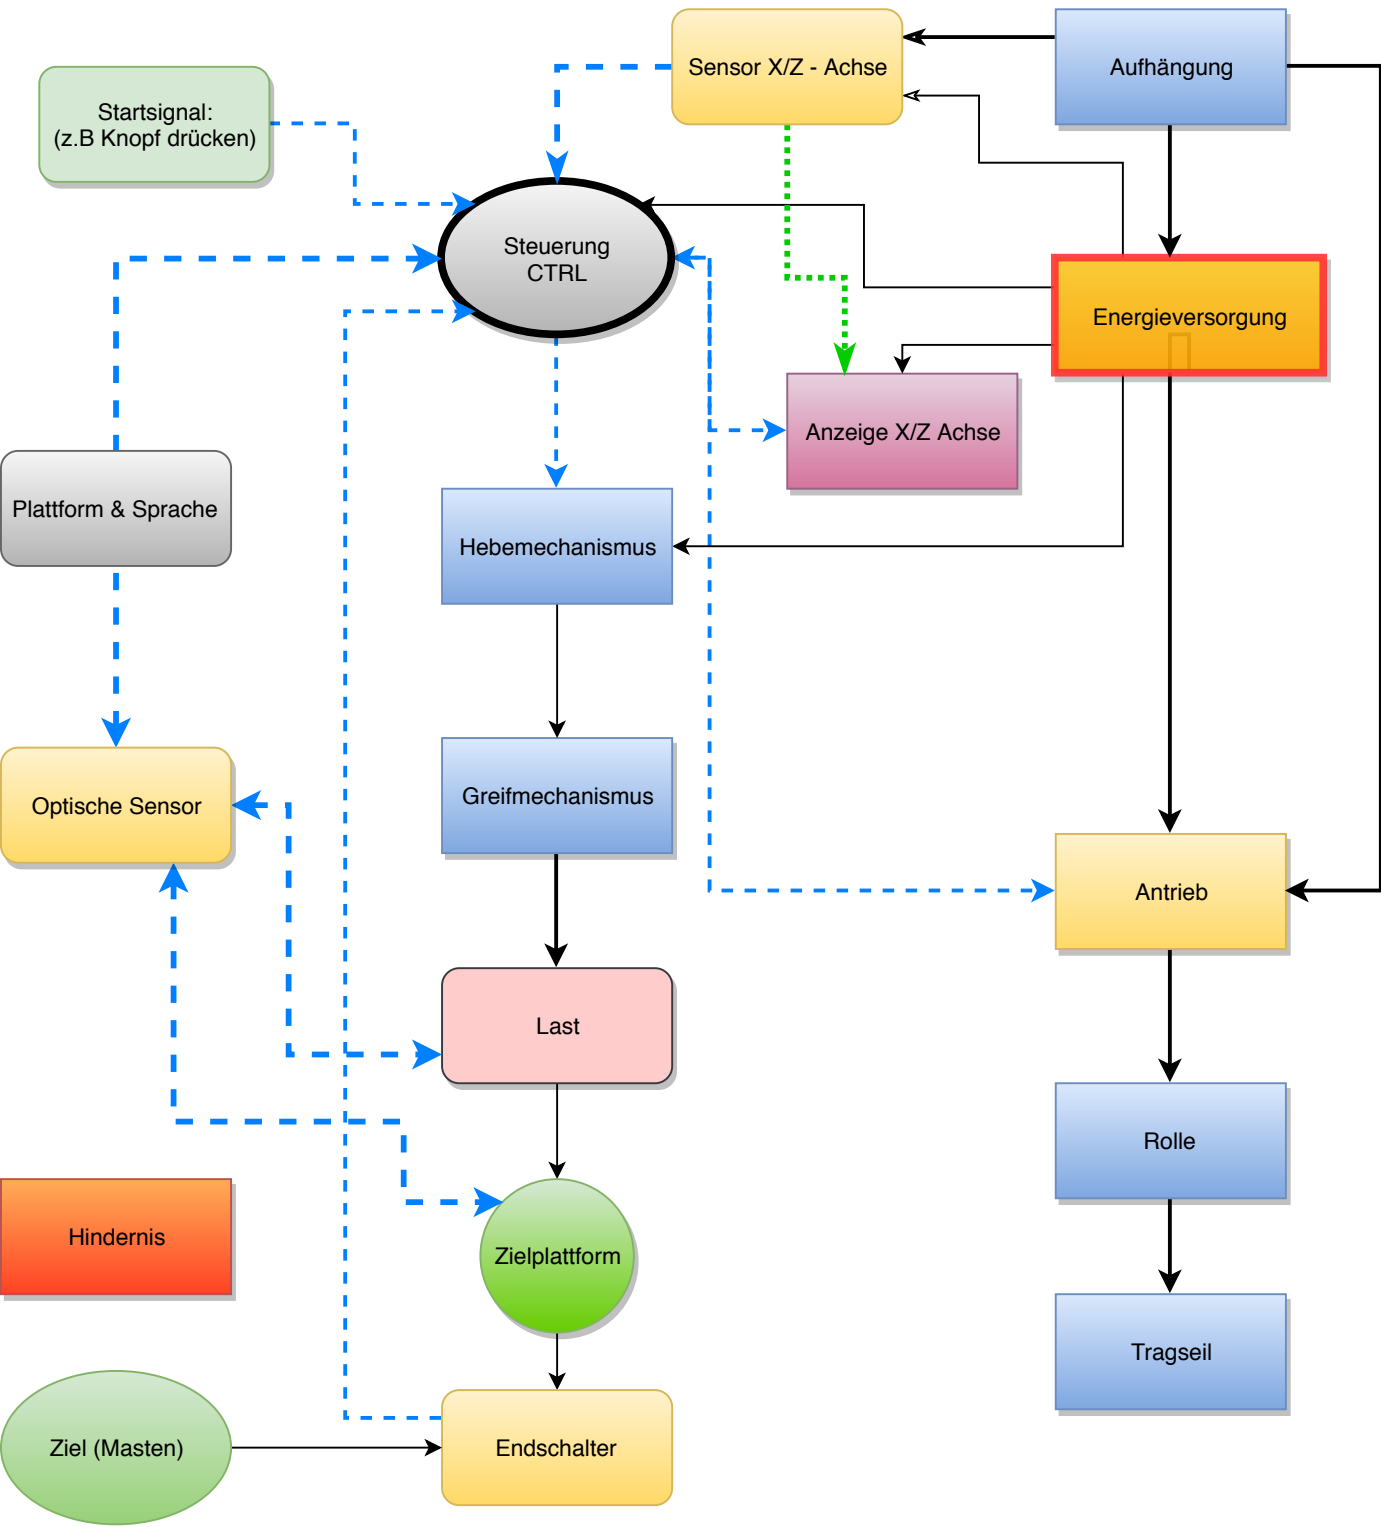 Sensor X/Z - Achse
Aufhängung
Startsignal:
(z.B Knopf drücken)
Steuerung
CTRL
Energieversorgung
Anzeige X/Z Achse
Plattform & Sprache
Hebemechanismus
Optische Sensor
Greifmechanismus
Antrieb
Last
Rolle
Hindernis
Zielplattform
Tragseil
Ziel (Masten)
Endschalter